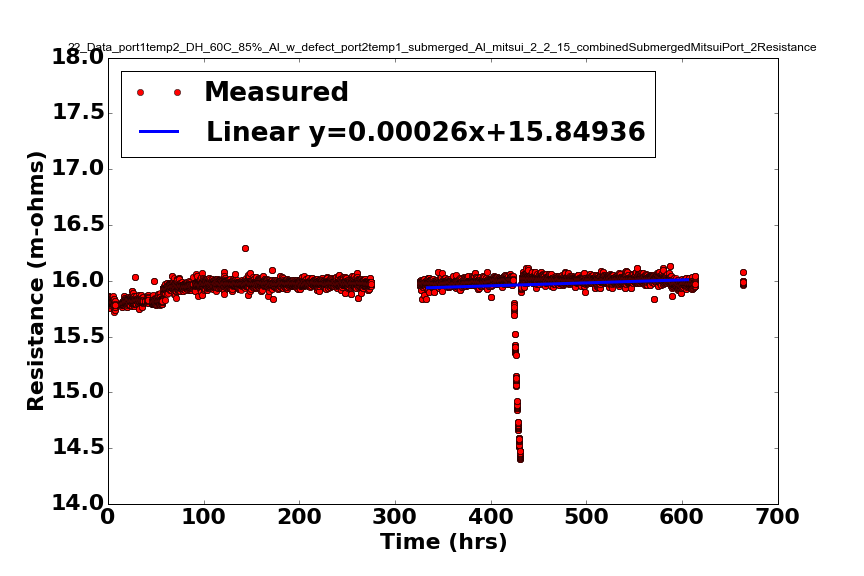 22_Data_port1temp2_DH_60C_85%_Al_w_defect_port2temp1_submerged_Al_mitsui_2_2_15_combinedSubmergedMitsuiPort_2Resistance
18.0
Measured
17.5
Linear y=0.00026x+15.84936
17.0
16.5
16.0
15.5
15.0
14.5
14.0
Resistance (m-ohms)
0 100 200 300 400 500 600 700
Time (hrs)